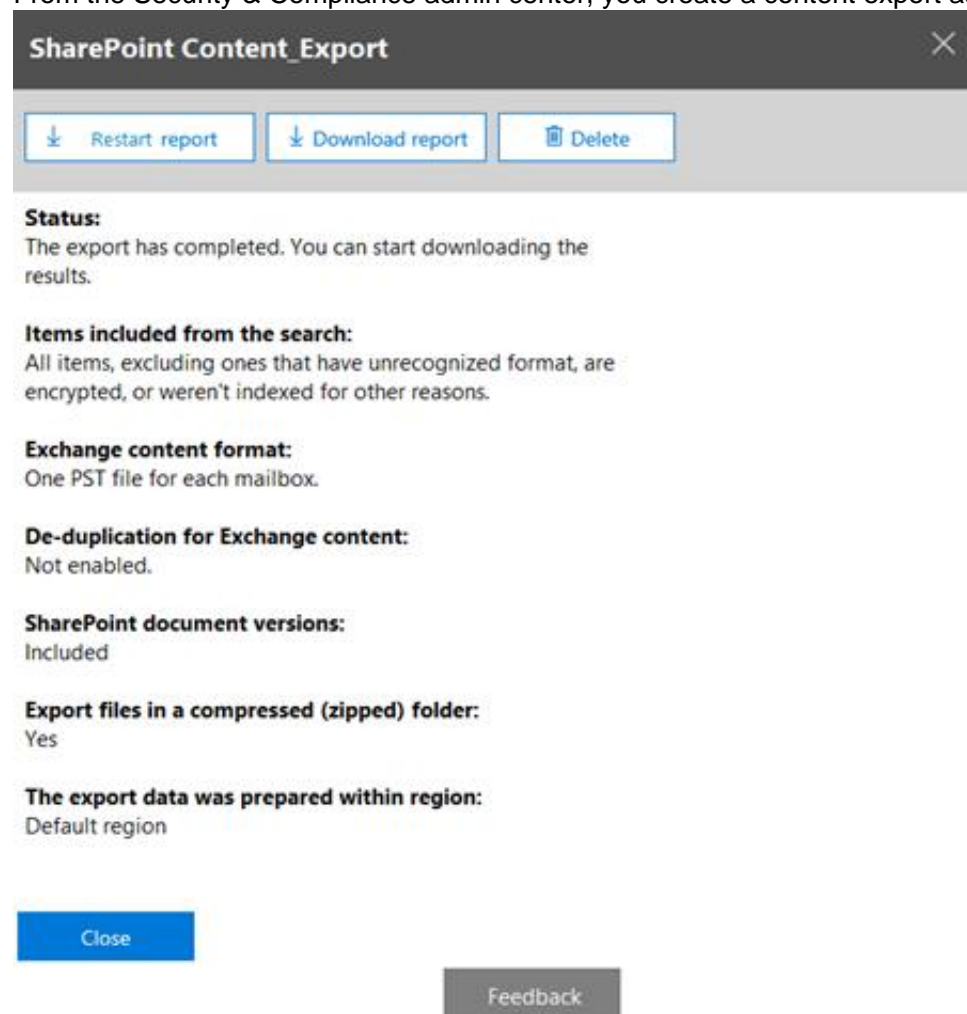 From the Security & Compliance admin center, you create a content export a
SharePoint Content_Export
Restart report
Download report
Delete
Status:
The export has completed. You can start downloading the
results.
Items included from the search:
All items, excluding ones that have unrecognized format, are
encrypted, or weren't indexed for other reasons.
Exchange content format:
One PST file for each mailbox.
De-duplication for Exchange content:
Not enabled.
SharePoint document versions:
Included
Export files in a compressed (zipped) folder:
Yes
The export data was prepared within region:
Default region
Close
Feedback